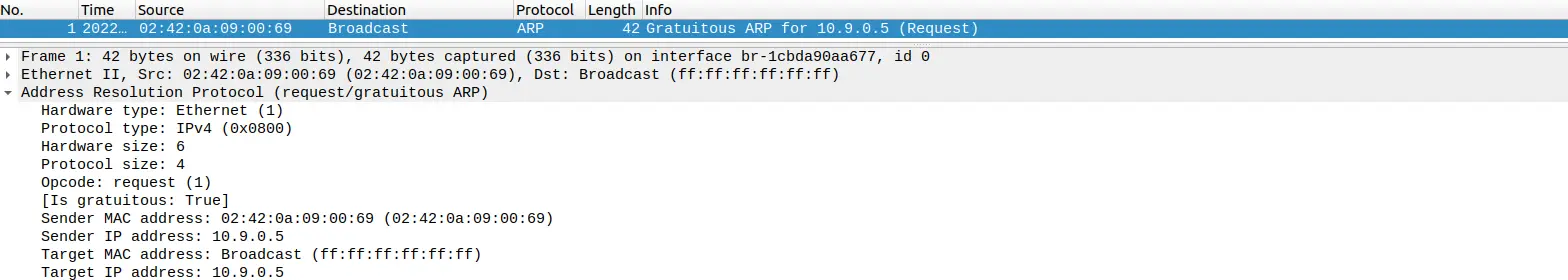 No. Time Source Destination Protocol Length Info
1 2022… 02:42:0a:09:00:69 Broadcast ARP 42 Gratuitous ARP for 10.9.0.5 (Request)
Frame 1: 42 bytes on wire (336 bits), 42 bytes captured (336 bits) on interface br-1cbda90aa677, id 0
Ethernet II, Src: 02:42:0a:09:00:69 (02:42:0a:09:00:69), Dst: Broadcast (ff:ff:ff:ff:ff:ff)
Address Resolution Protocol (request/gratuitous ARP)
Hardware type: Ethernet (1)
Protocol type: IPv4 (0x0800)
Hardware size: 6
Protocol size: 4
Opcode: request (1)
[Is gratuitous: True]
Sender MAC address: 02:42:0a:09:00:69 (02:42:0a:09:00:69)
Sender IP address: 10.9.0.5
Target MAC address: Broadcast (ff:ff:ff:ff:ff:ff)
Target IP address: 10.9.0.5